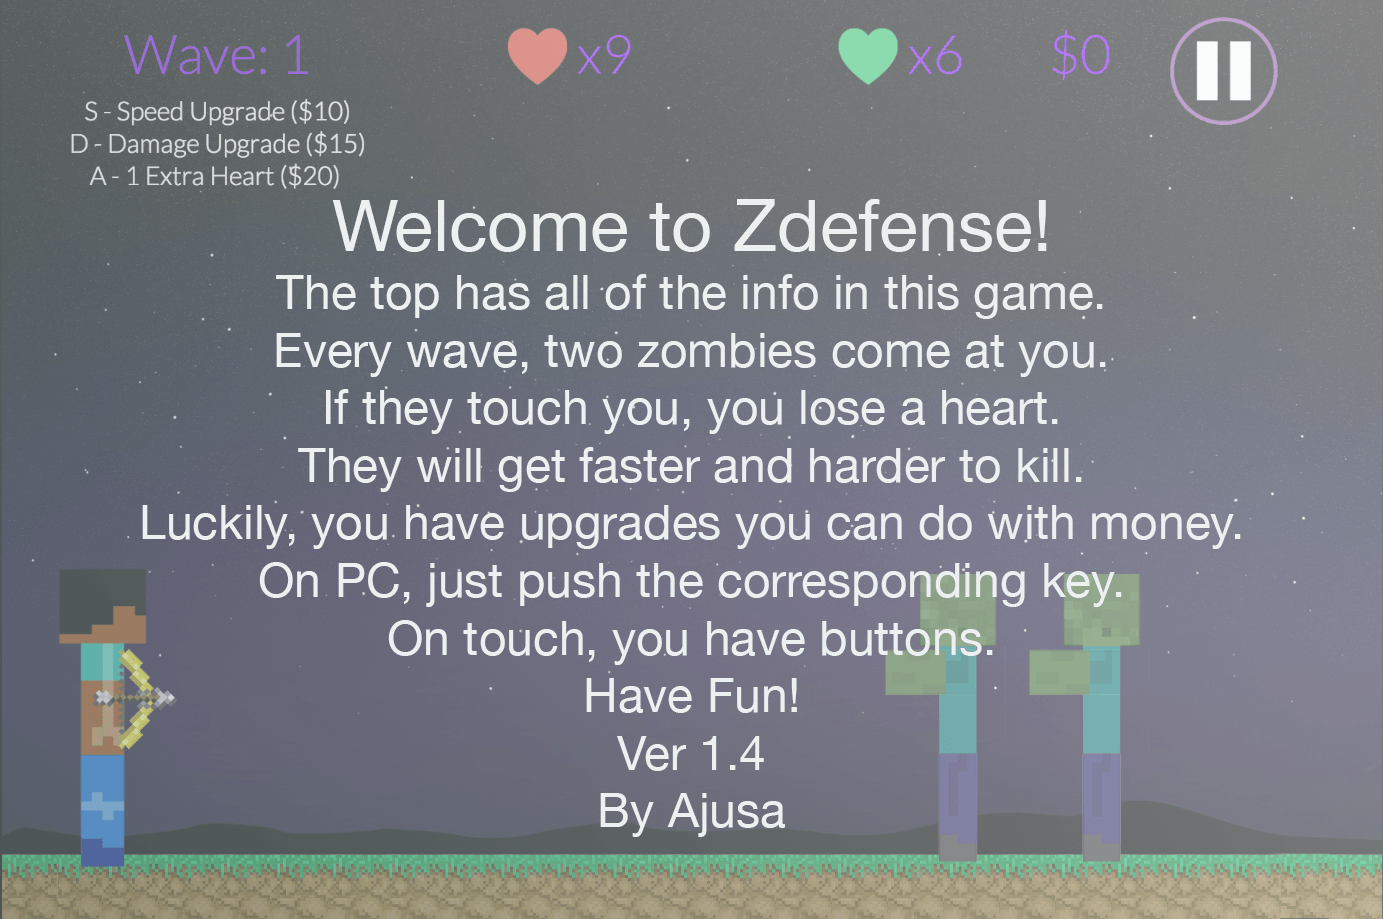 Wave: 1
x9
x6
$0
S - Speed Upgrade ($10)
D - Damage Upgrade ($15)
A - 1 Extra Heart ($20)
Welcome to Zdefense!
The top has all of the info in this game.
Every wave, two zombies come at you.
If they touch you, you lose a heart.
They will get faster and harder to kill.
Luckily, you have upgrades you can do with money.
On PC, just push the corresponding key.
On touch, you have buttons.
Have Fun!
Ver 1.4
By Ajusa